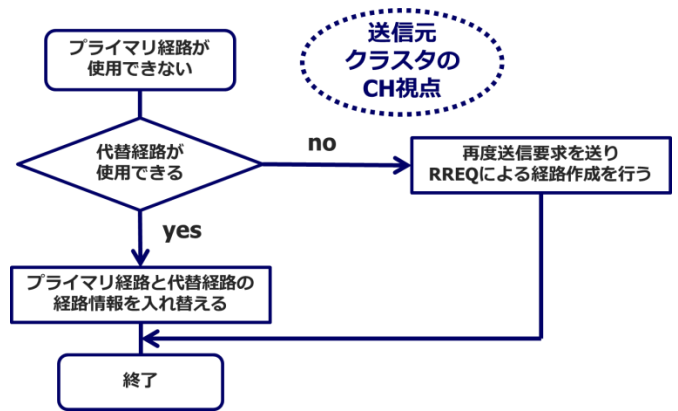 プライマリ経路が
使用できない
送信元
クラスタの
CH視点
代替経路が
使用できる
no
再度送信要求を送り
RREQによる経路作成を行う
yes
プライマリ経路と代替経路の
経路情報を入れ替える
終了